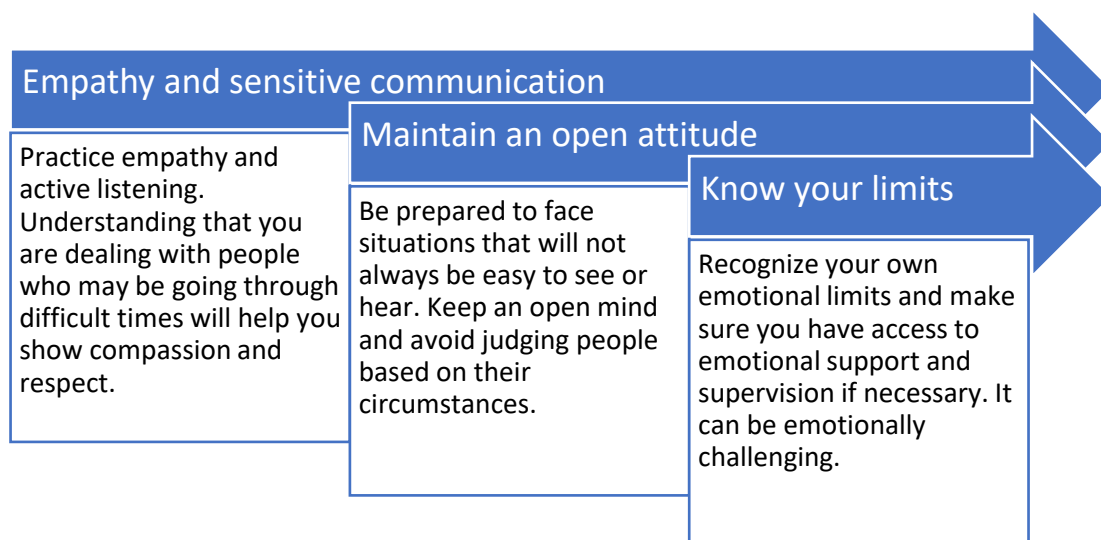 Empathy and sensitive communication
Practice empathy and
active listening.
Understanding that you
are dealing with people
who may be going through
difficult times will help you
show compassion and
respect.
Maintain an open attitude
Be prepared to face
situations that will not
always be easy to see or
hear. Keep an open mind
and avoid judging people
based on their
circumstances.
Know your limits
Recognize your own
emotional limits and make
sure you have access to
emotional support and
supervision if necessary. It
can be emotionally
challenging.